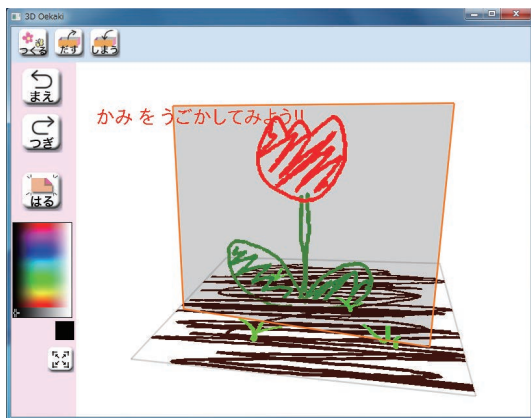 3D Oekaki
つくる
だす
しまう
まえ
つぎ
はる
かみ を うごかしてみよう!!